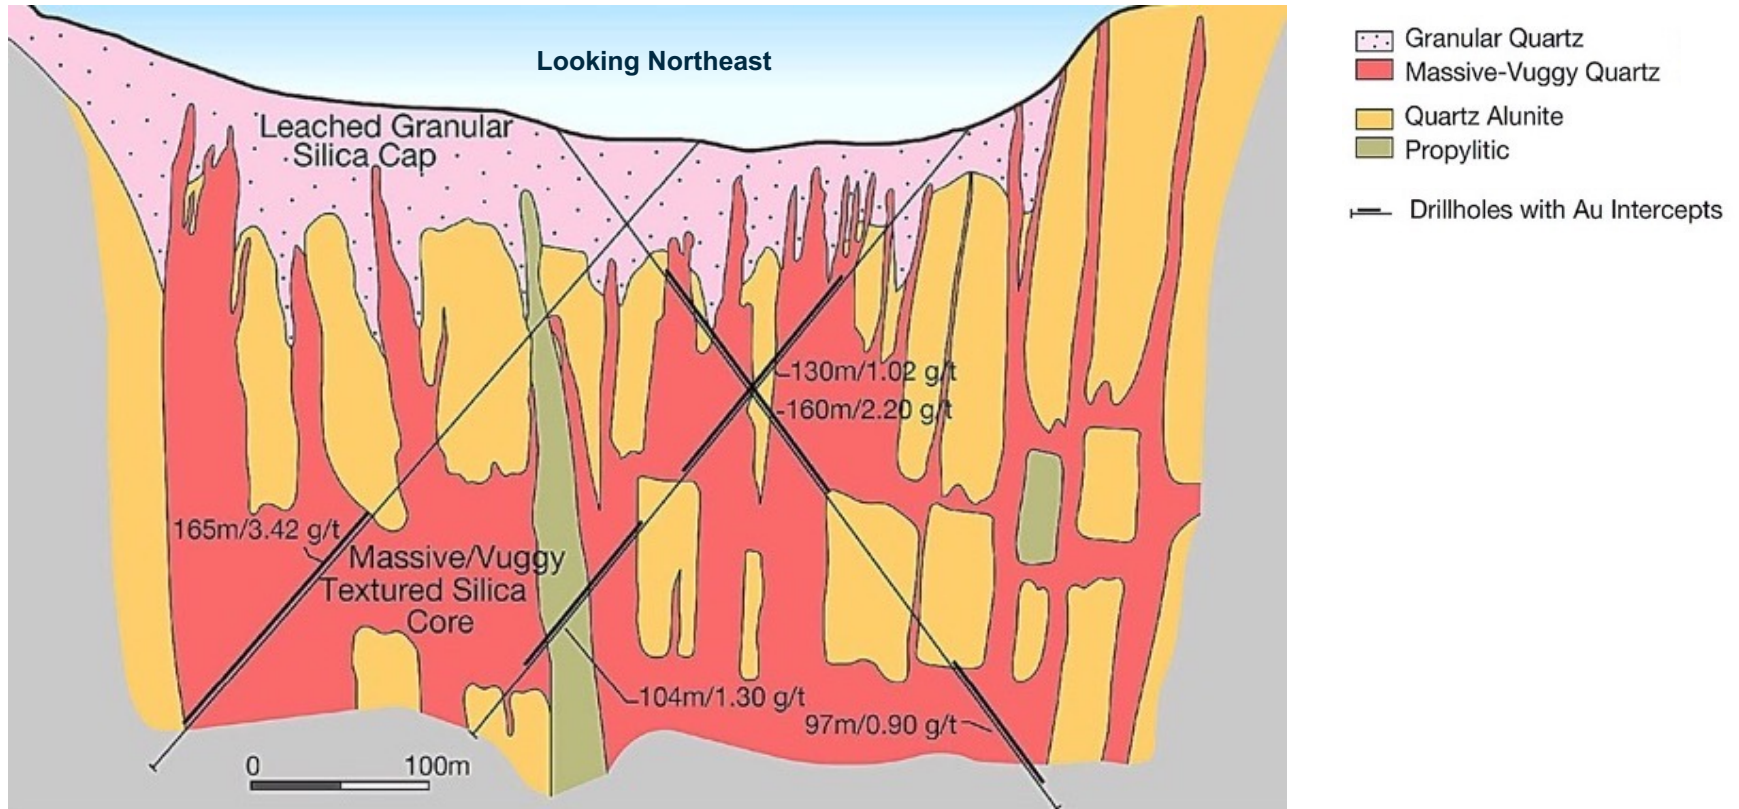 Looking Northeast
Leached Granular
Silica Cap
130m/1.02 g/t
160m/2.20 g/t
165m/3.42 g/t
Massive/Vuggy
Textured Silica
Core
104m/1.30 g/t
97m/0.90 g/t
0 100m
Granular Quartz
Massive-Vuggy Quartz
Quartz Alunite
Propylitic
Drillholes with Au Intercepts